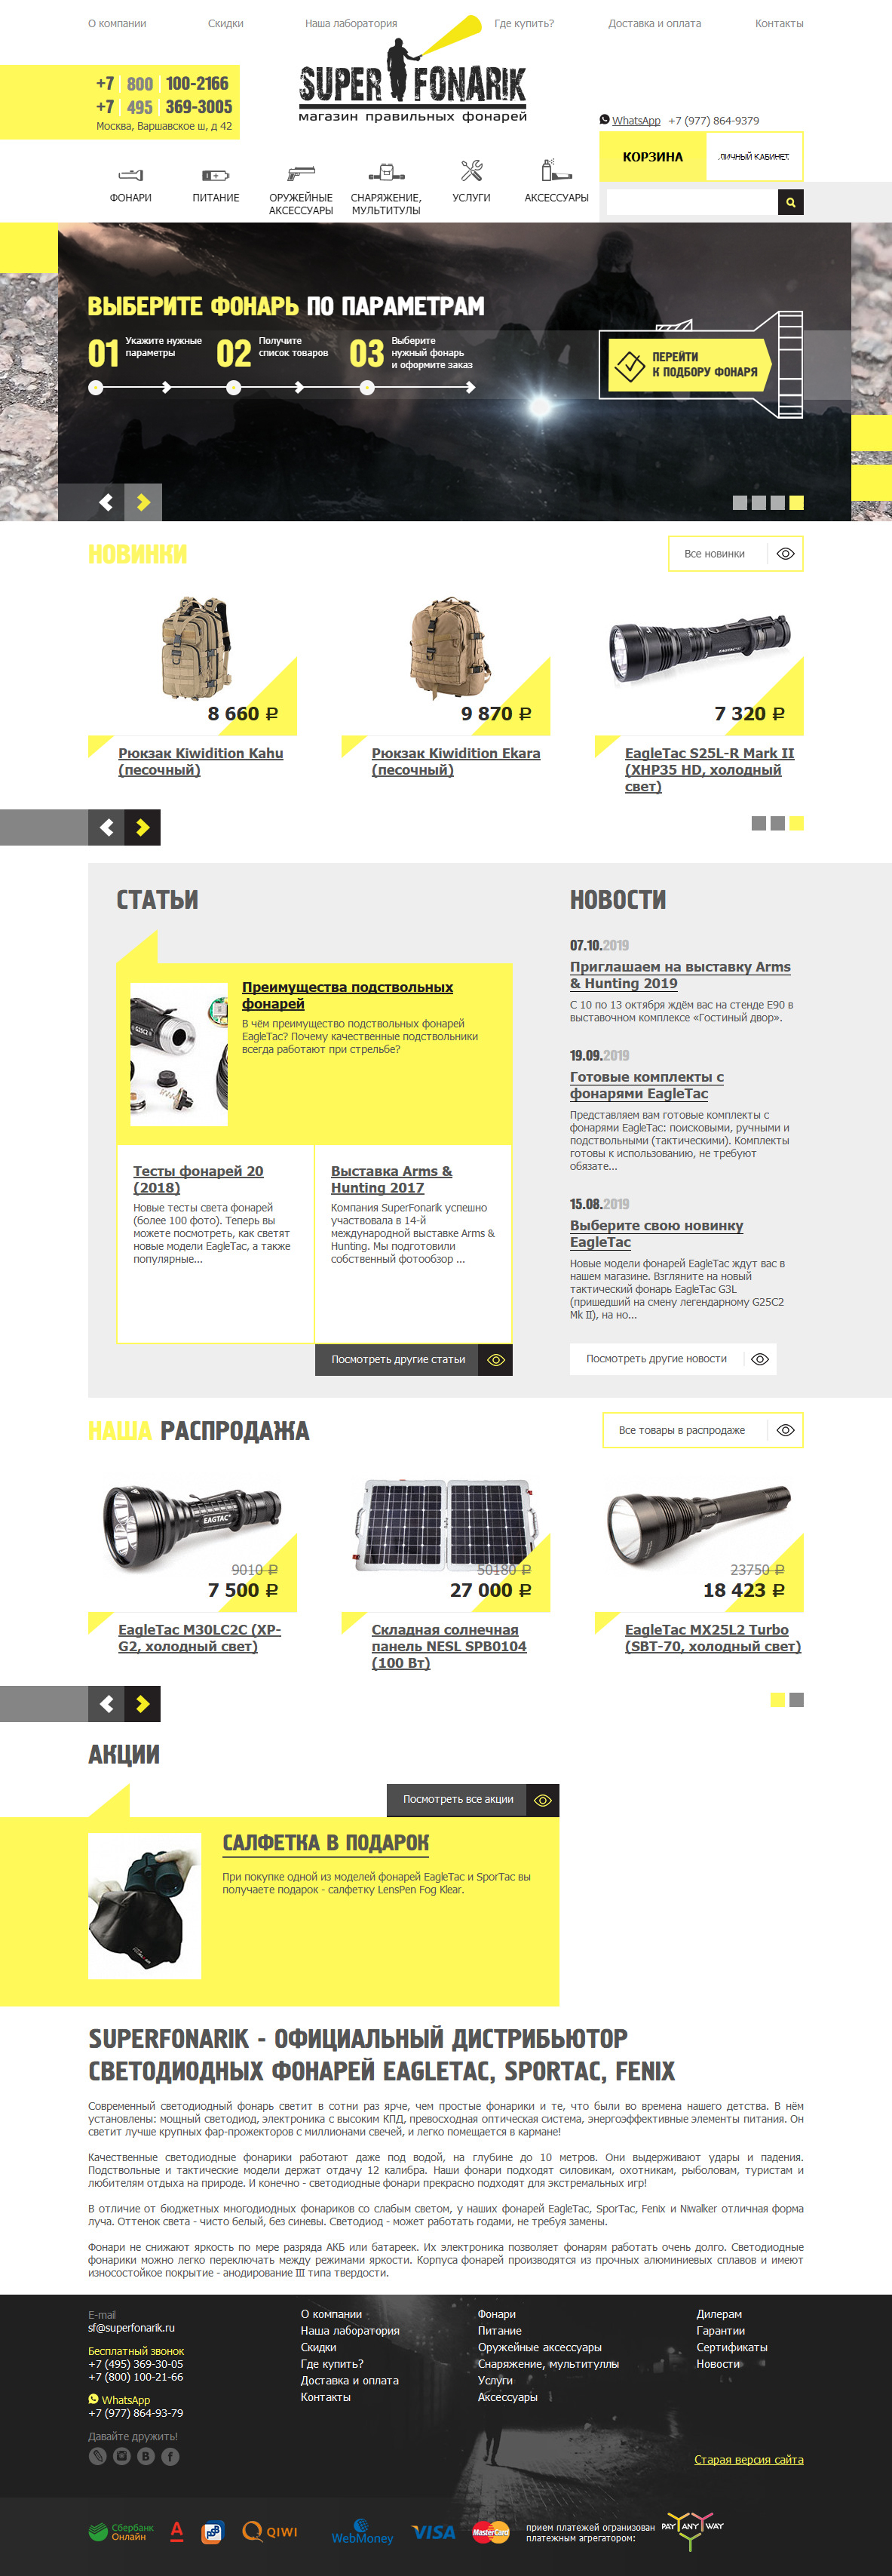 О компании
Скидки
Наша лаборатория
Где купить?
Доставка и оплата
Контакты
+7 800 100-2166
+7 495 369-3005
Москва, Варшавское ш, д 42
SUPER FONARIK
магазин правильных фонарей
WhatsApp +7 (977) 864-9379
КОРЗИНА
ЛИЧНЫЙ КАБИНЕТ
ФОНАРИ
ПИТАНИЕ
ОРУЖЕЙНЫЕ
АКСЕССУАРЫ
СНАРЯЖЕНИЕ,
МУЛЬТИТУЛЫ
УСЛУГИ
АКСЕССУАРЫ
ВЫБЕРИТЕ ФОНАРЬ ПО ПАРАМЕТРАМ
01 Укажите нужные
параметры
02 Получите
список товаров
03 Выберите
нужный фонарь
и оформите заказ
ПЕРЕЙТИ
К ПОДБОРУ ФОНАРЯ
НОВИНКИ
Все новинки
8 660 ₽
9 870 ₽
7 320 ₽
Рюкзак Kiwidition Kahu
(песочный)
Рюкзак Kiwidition Ekara
(песочный)
EagleTac S25L-R Mark II
(XHP35 HD, холодный
свет)
СТАТЬИ
Преимущества подствольных
фонарей
В чём преимущество подствольных фонарей
EagleTac? Почему качественные подствольники
всегда работают при стрельбе?
Тесты фонарей 20
(2018)
Новые тесты света фонарей
(более 100 фото). Теперь вы
можете посмотреть, как светят
новые модели EagleTac, а также
популярные...
Выставка Arms &
Hunting 2017
Компания SuperFonarik успешно
участвовала в 14-й
международной выставке Arms &
Hunting. Мы подготовили
собственный фотообзор ...
Посмотреть другие статьи
НОВОСТИ
07.10.2019
Приглашаем на выставку Arms
& Hunting 2019
С 10 по 13 октября ждём вас на стенде E90 в
выставочном комплексе «Гостиный двор».
19.09.2019
Готовые комплекты с
фонарями EagleTac
Представляем вам готовые комплекты с
фонарями EagleTac: поисковыми, ручными и
подствольными (тактическими). Комплекты
готовы к использованию, не требуют
обязате...
15.08.2019
Выберите свою новинку
EagleTac
Новые модели фонарей EagleTac ждут вас в
нашем магазине. Взгляните на новый
тактический фонарь EagleTac G3L
(пришедший на смену легендарному G25C2
Mk II), на но...
Посмотреть другие новости
НАША РАСПРОДАЖА
Все товары в распродаже
EAGTAC
9010 ₽
7 500 ₽
50180 ₽
27 000 ₽
23750 ₽
18 423 ₽
EagleTac M30LC2C (XP-
G2, холодный свет)
Складная солнечная
панель NESL SPB0104
(100 Вт)
EagleTac MX25L2 Turbo
(SBT-70, холодный свет)
АКЦИИ
Посмотреть все акции
САЛФЕТКА В ПОДАРОК
При покупке одной из моделей фонарей EagleTac и SporTac вы
получаете подарок - салфетку LensPen Fog Klear.
SUPERFONARIK - ОФИЦИАЛЬНЫЙ ДИСТРИБЬЮТОР
СВЕТОДИОДНЫХ ФОНАРЕЙ EAGLETAC, SPORTAC, FENIX
Современный светодиодный фонарь светит в сотни раз ярче, чем простые фонарики и те, что были во времена нашего детства. В нём
установлены: мощный светодиод, электроника с высоким КПД, превосходная оптическая система, энергоэффективные элементы питания. Он
светит лучше крупных фар-прожекторов с миллионами свечей, и легко помещается в кармане!
Качественные светодиодные фонарики работают даже под водой, на глубине до 10 метров. Они выдерживают удары и падения.
Подствольные и тактические модели держат отдачу 12 калибра. Наши фонари подходят силовикам, охотникам, рыболовам, туристам и
любителям отдыха на природе. И конечно - светодиодные фонари прекрасно подходят для экстремальных игр!
В отличие от бюджетных многодиодных фонариков со слабым светом, у наших фонарей EagleTac, SporTac, Fenix и Niwalker отличная форма
луча. Оттенок света - чисто белый, без синевы. Светодиод - может работать годами, не требуя замены.
Фонари не снижают яркость по мере разряда АКБ или батареек. Их электроника позволяет фонарям работать очень долго. Светодиодные
фонарики можно легко переключать между режимами яркости. Корпуса фонарей производятся из прочных алюминиевых сплавов и имеют
износостойкое покрытие - анодирование III типа твердости.
E-mail
sf@superfonarik.ru
Бесплатный звонок
+7 (495) 369-30-05
+7 (800) 100-21-66
WhatsApp
+7 (977) 864-93-79
Давайте дружить!
О компании
Наша лаборатория
Скидки
Где купить?
Доставка и оплата
Контакты
Фонари
Питание
Оружейные аксессуары
Снаряжение, мультитуллы
Услуги
Аксессуары
Дилерам
Гарантии
Сертификаты
Новости
Старая версия сайта
Сбербанк
Онлайн
А
PSB
QIWI
WebMoney
VISA
MasterCard
прием платежей огранизован
платежным агрегатором:
PAY ANY WAY